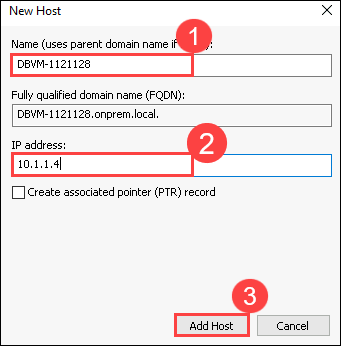 New Host
Name (uses parent domain name if
1
DBVM-1121128
Fully qualified domain name (FQDN):
DBVM-1121128.onprem.local.
IP address:
2
10.1.1.4
Create associated pointer (PTR) record
3
Add Host
Cancel